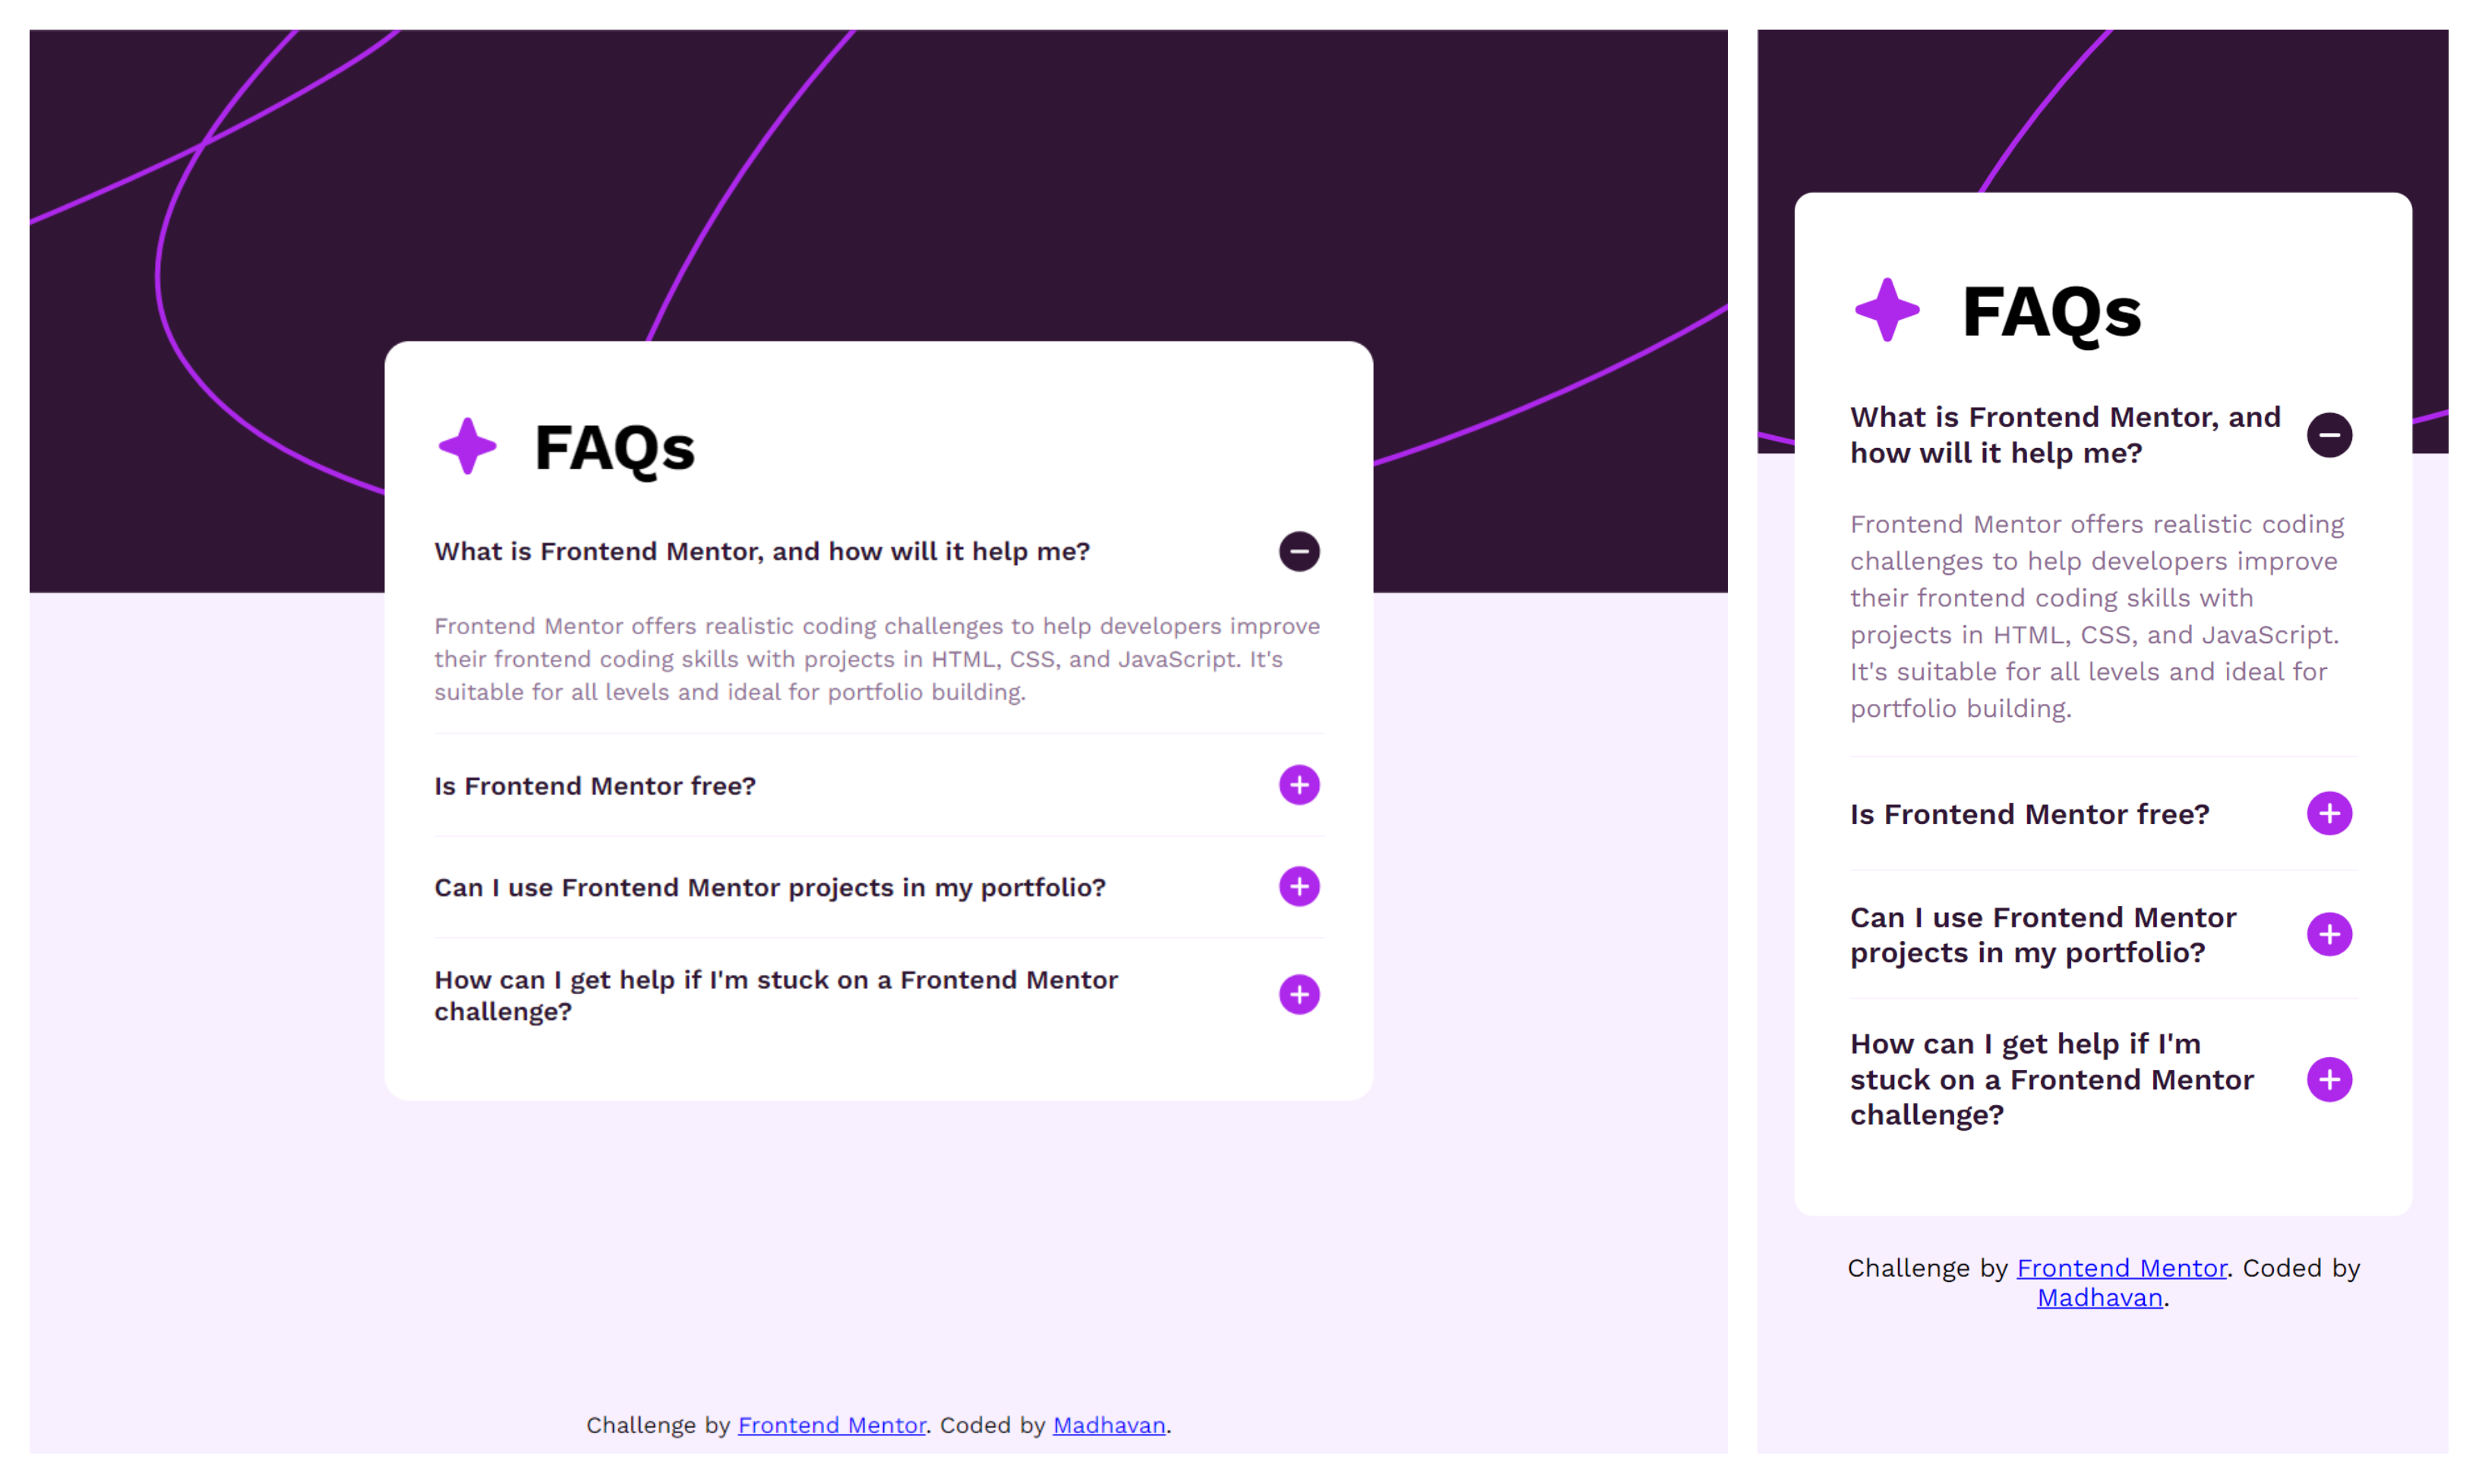 FAQs
What is Frontend Mentor, and how will it help me?
Frontend Mentor offers realistic coding challenges to help developers improve
their frontend coding skills with projects in HTML, CSS, and JavaScript. It's
suitable for all levels and ideal for portfolio building.
Is Frontend Mentor free?
Can I use Frontend Mentor projects in my portfolio?
How can I get help if I'm stuck on a Frontend Mentor
challenge?
Challenge by Frontend Mentor. Coded by Madhavan.
FAQs
What is Frontend Mentor, and
how will it help me?
Frontend Mentor offers realistic coding
challenges to help developers improve
their frontend coding skills with
projects in HTML, CSS, and JavaScript.
It's suitable for all levels and ideal for
portfolio building.
Is Frontend Mentor free?
Can I use Frontend Mentor
projects in my portfolio?
How can I get help if I'm
stuck on a Frontend Mentor
challenge?
Challenge by Frontend Mentor. Coded by
Madhavan.